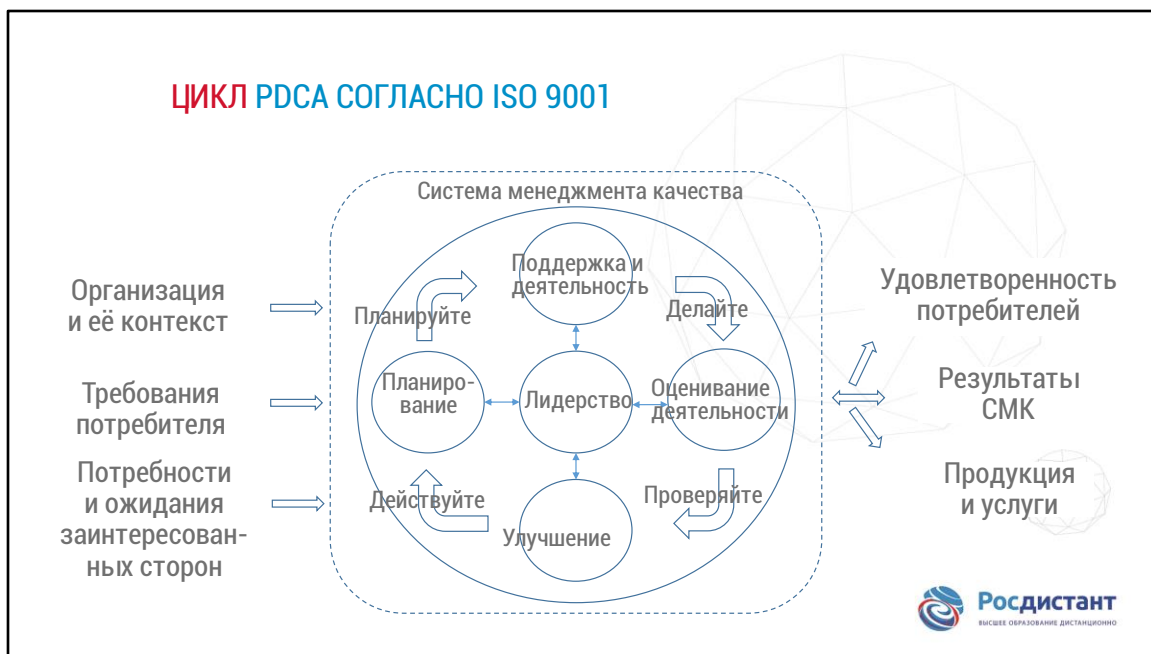 ЦИКЛ PDCA СОГЛАСНО ISO 9001
Система менеджмента качества
Организация
и её контекст
Требования
потребителя
Потребности
и ожидания
заинтересован-
ных сторон
Планируйте
Поддержка и
деятельность
Делайте
Планиро-
вание
Лидерство
Оценивание
деятельности
Действуйте
Улучшение
Проверяйте
Удовлетворенность
потребителей
Результаты
СМК
Продукция
и услуги
Росдистант
ВЫСШЕЕ ОБРАЗОВАНИЕ ДИСТАНЦИОННО